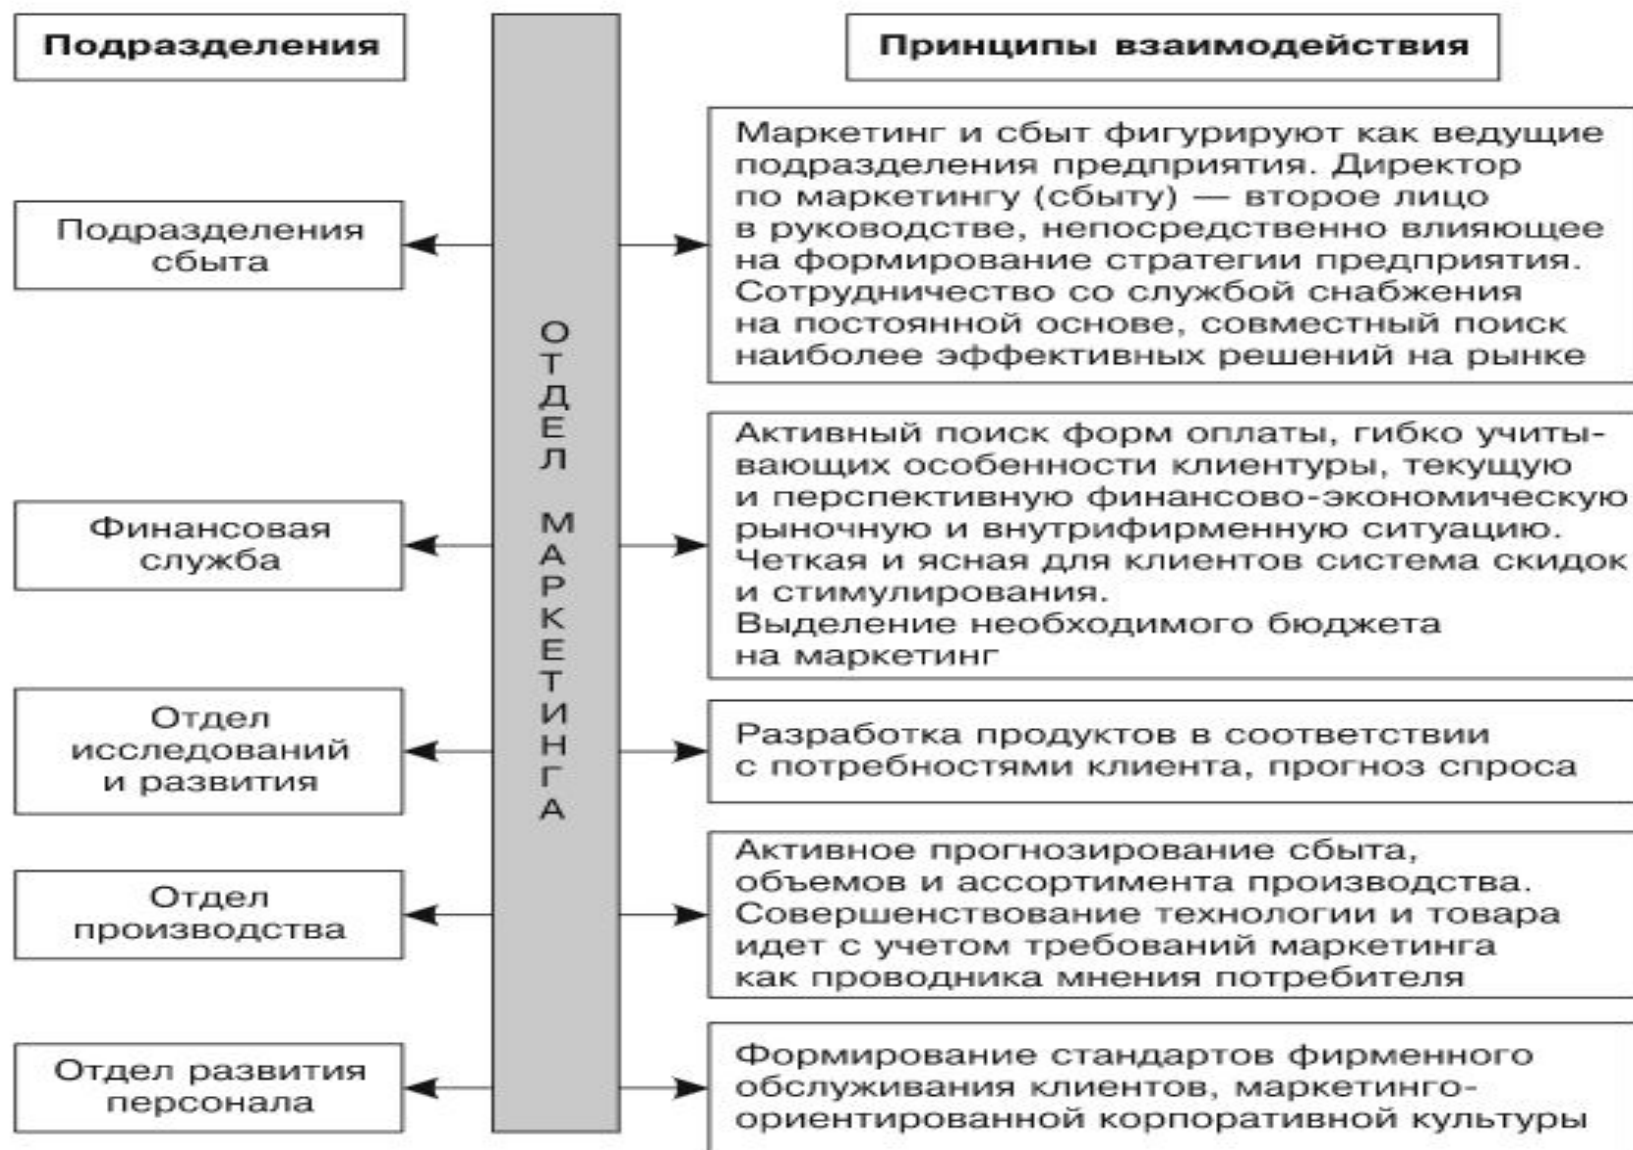 Подразделения
Принципы взаимодействия
Подразделения
сбыта
Маркетинг и сбыт фигурируют как ведущие
подразделения предприятия. Директор
по маркетингу (сбыту) — второе лицо
в руководстве, непосредственно влияющее
на формирование стратегии предприятия.
Сотрудничество со службой снабжения
на постоянной основе, совместный поиск
наиболее эффективных решений на рынке
ОТДЕЛ МАРКЕТИНГА
Финансовая
служба
Активный поиск форм оплаты, гибко учиты-
вающих особенности клиентуры, текущую
и перспективную финансово-экономическую
рыночную и внутрифирменную ситуацию.
Четкая и ясная для клиентов система скидок
и стимулирования.
Выделение необходимого бюджета
на маркетинг
Отдел
исследований
и развития
Разработка продуктов в соответствии
с потребностями клиента, прогноз спроса
Отдел
производства
Активное прогнозирование сбыта,
объемов и ассортимента производства.
Совершенствование технологии и товара
идет с учетом требований маркетинга
как проводника мнения потребителя
Отдел развития
персонала
Формирование стандартов фирменного
обслуживания клиентов, маркетинго-
ориентированной корпоративной культуры